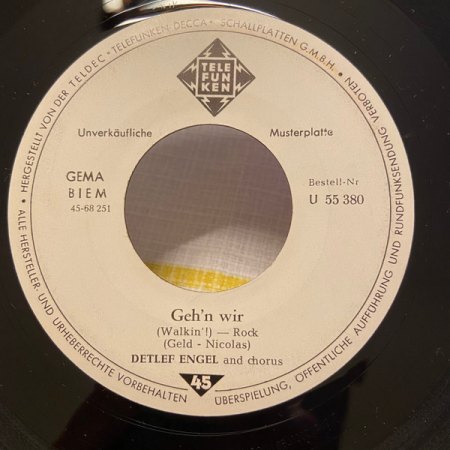 HERGESTELLT VON DER TELDEC • „TELEFUNKEN-DECCA“-SCHALLPLATTEN G.M.B.H. •
ALLE HERSTELLER- UND URHEBERRECHTE VORBEHALTEN
ÜBERSPIELUNG, ÖFFENTLICHE AUFFÜHRUNG UND RUNDFUNKSENDUNG VERBOTEN
TELE
FUN
KEN
Unverkäufliche Musterplatte
GEMA
BIEM
45-68 251
Bestell-Nr
U 55 380
Geh'n wir
(Walkin'!) — Rock
(Geld - Nicolas)
DETLEF ENGEL and chorus
45